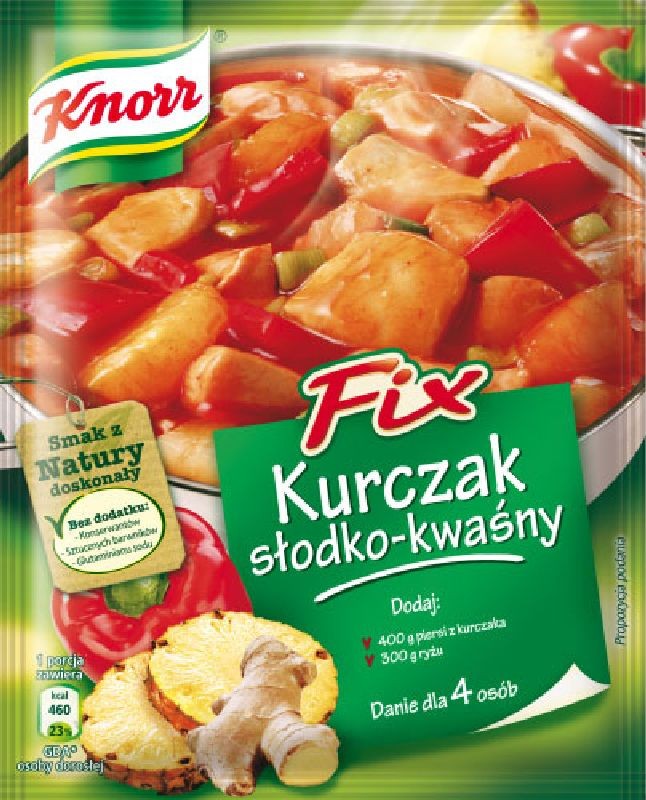 Knorr®
Fix
Kurczak
słodko-kwaśny
Dodaj:
400 g piersi z kurczaka
300 g ryżu
Danie dla 4 osób
Smak z
Natury
doskonały
Bez dodatku:
- Konserwantów
- Sztucznych barwników
- Glutaminianu sodu
1 porcja
zawiera
kcal
460
23%
GDA*
osoby dorosłej
Propozycja podania